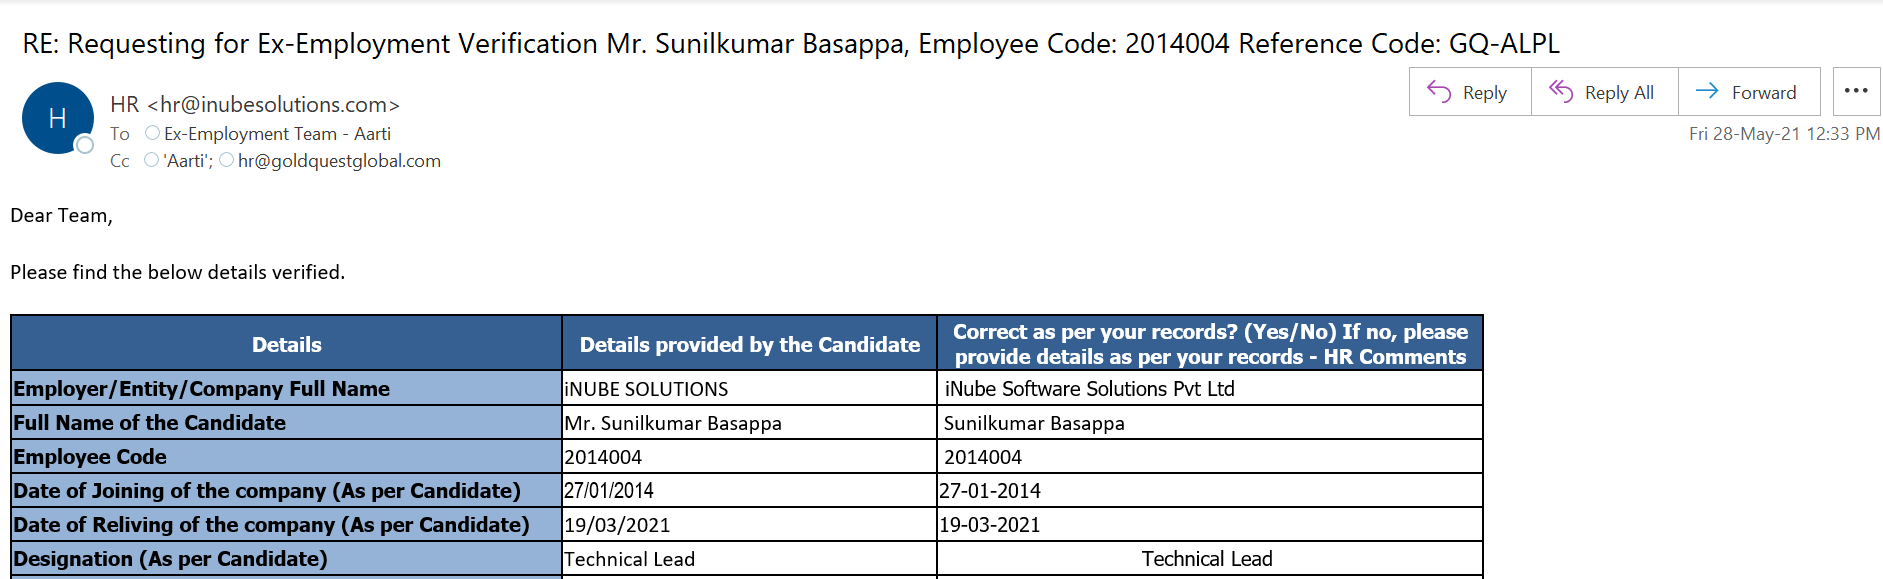 RE: Requesting for Ex-Employment Verification Mr. Sunilkumar Basappa, Employee Code: 2014004 Reference Code: GQ-ALPL
H
HR <hr@inubesolutions.com>
To Ex-Employment Team - Aarti
Cc 'Aarti'; hr@goldquestglobal.com
Reply Reply All Forward ...
Fri 28-May-21 12:33 PM
Dear Team,
Please find the below details verified.
Details Details provided by the Candidate Correct as per your records? (Yes/No) If no, please
provide details as per your records - HR Comments
Employer/Entity/Company Full Name iNUBE SOLUTIONS iNube Software Solutions Pvt Ltd
Full Name of the Candidate Mr. Sunilkumar Basappa Sunilkumar Basappa
Employee Code 2014004 2014004
Date of Joining of the company (As per Candidate) 27/01/2014 27-01-2014
Date of Reliving of the company (As per Candidate) 19/03/2021 19-03-2021
Designation (As per Candidate) Technical Lead Technical Lead